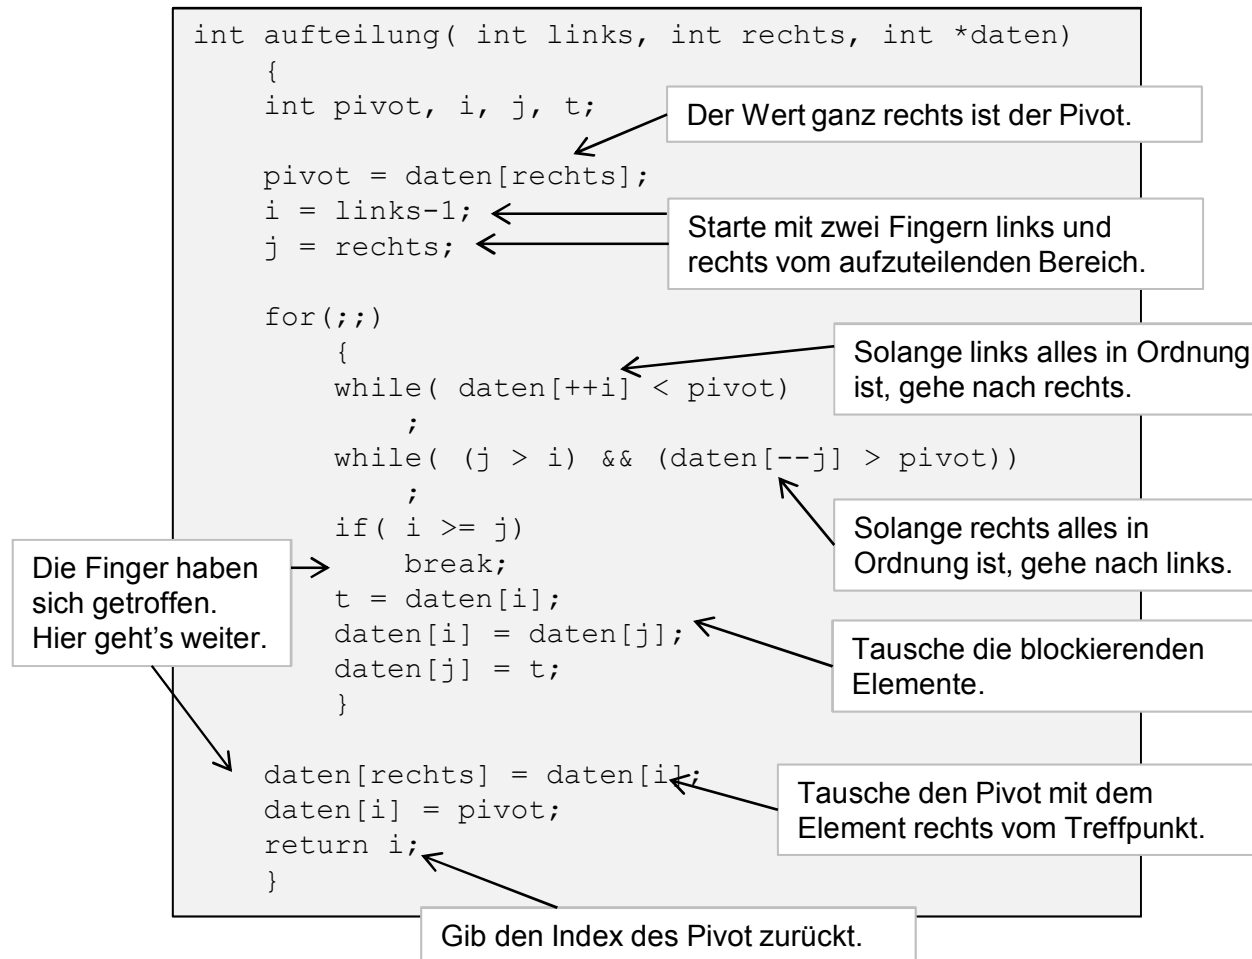 int aufteilung( int links, int rechts, int *daten)
{
int pivot, i, j, t;
Der Wert ganz rechts ist der Pivot.
pivot = daten[rechts];
i = links-1;
j = rechts;
Starte mit zwei Fingern links und
rechts vom aufzuteilenden Bereich.
for(;;)
{
Solange links alles in Ordnung
ist, gehe nach rechts.
while( daten[++i] < pivot)
;
while( (j > i) && (daten[--j] > pivot))
;
Solange rechts alles in
Ordnung ist, gehe nach links.
if( i >= j)
break;
Die Finger haben
sich getroffen.
Hier geht's weiter.
t = daten[i];
daten[i] = daten[j];
daten[j] = t;
}
Tausche die blockierenden
Elemente.
daten[rechts] = daten[i];
daten[i] = pivot;
return i;
}
Tausche den Pivot mit dem
Element rechts vom Treffpunkt.
Gib den Index des Pivot zurückt.